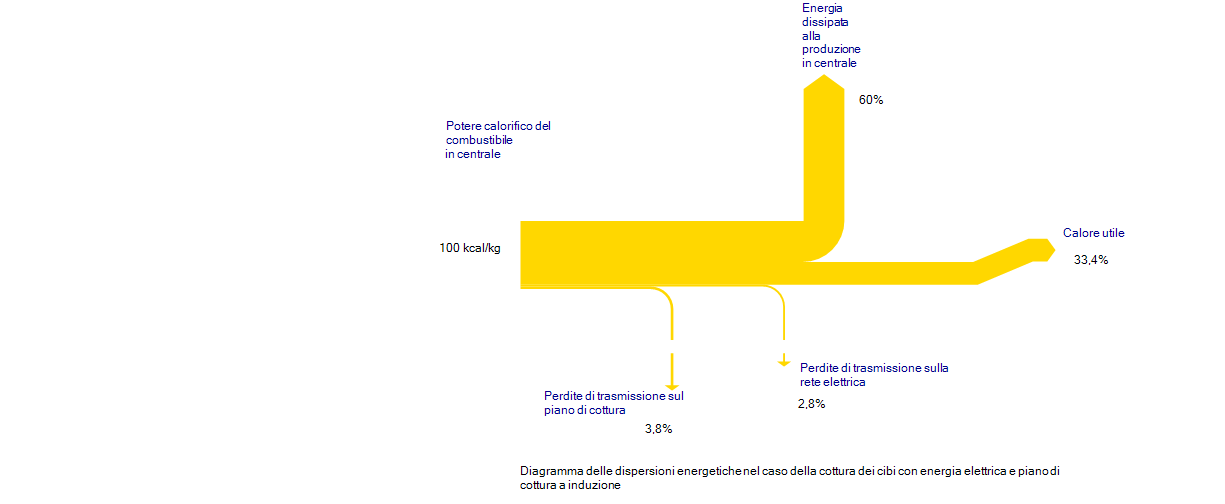 Energia
dissipata
alla
produzione
in centrale
60%
Potere calorifico del
combustibile
in centrale
100 kcal/kg
Calore utile
33,4%
Perdite di trasmissione sulla
rete elettrica
2,8%
Perdite di trasmissione sul
piano di cottura
3,8%
Diagramma delle dispersioni energetiche nel caso della cottura dei cibi con energia elettrica e piano di
cottura a induzione